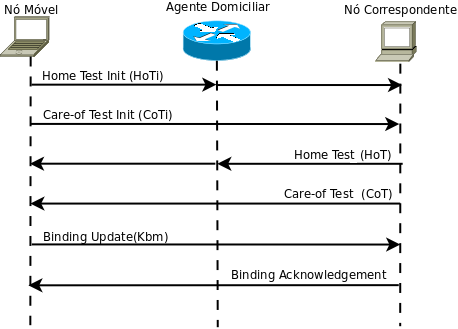 Nó Móvel
Agente Domiciliar
Nó Correspondente
Home Test Init (HoTi)
Care-of Test Init (CoTi)
Home Test (HoT)
Care-of Test (CoT)
Binding Update(Kbm)
Binding Acknowledgement